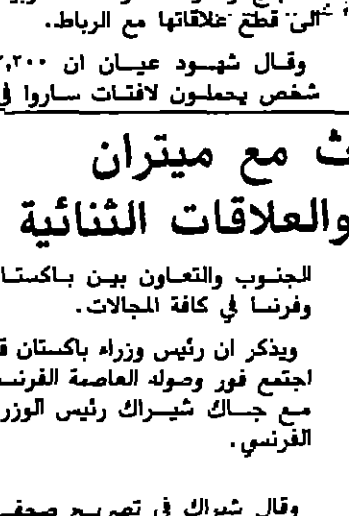 الى قطع علاقاتها مع الرباط.
وقال شهود عيان ان
شخص يحملون لافتات ساروا في
مع ميتران
والعلاقات الثنائية
الجنوب والتعاون بين باكستا
وفرنسا في كافة المجالات.
ويذكر ان رئيس وزراء باكستان ق
اجتمع فور وصوله العاصمة الفرنس
مع جاك شيراك رئيس الوزر
الفرنسي.
وقال شيراك في تصريح صحف